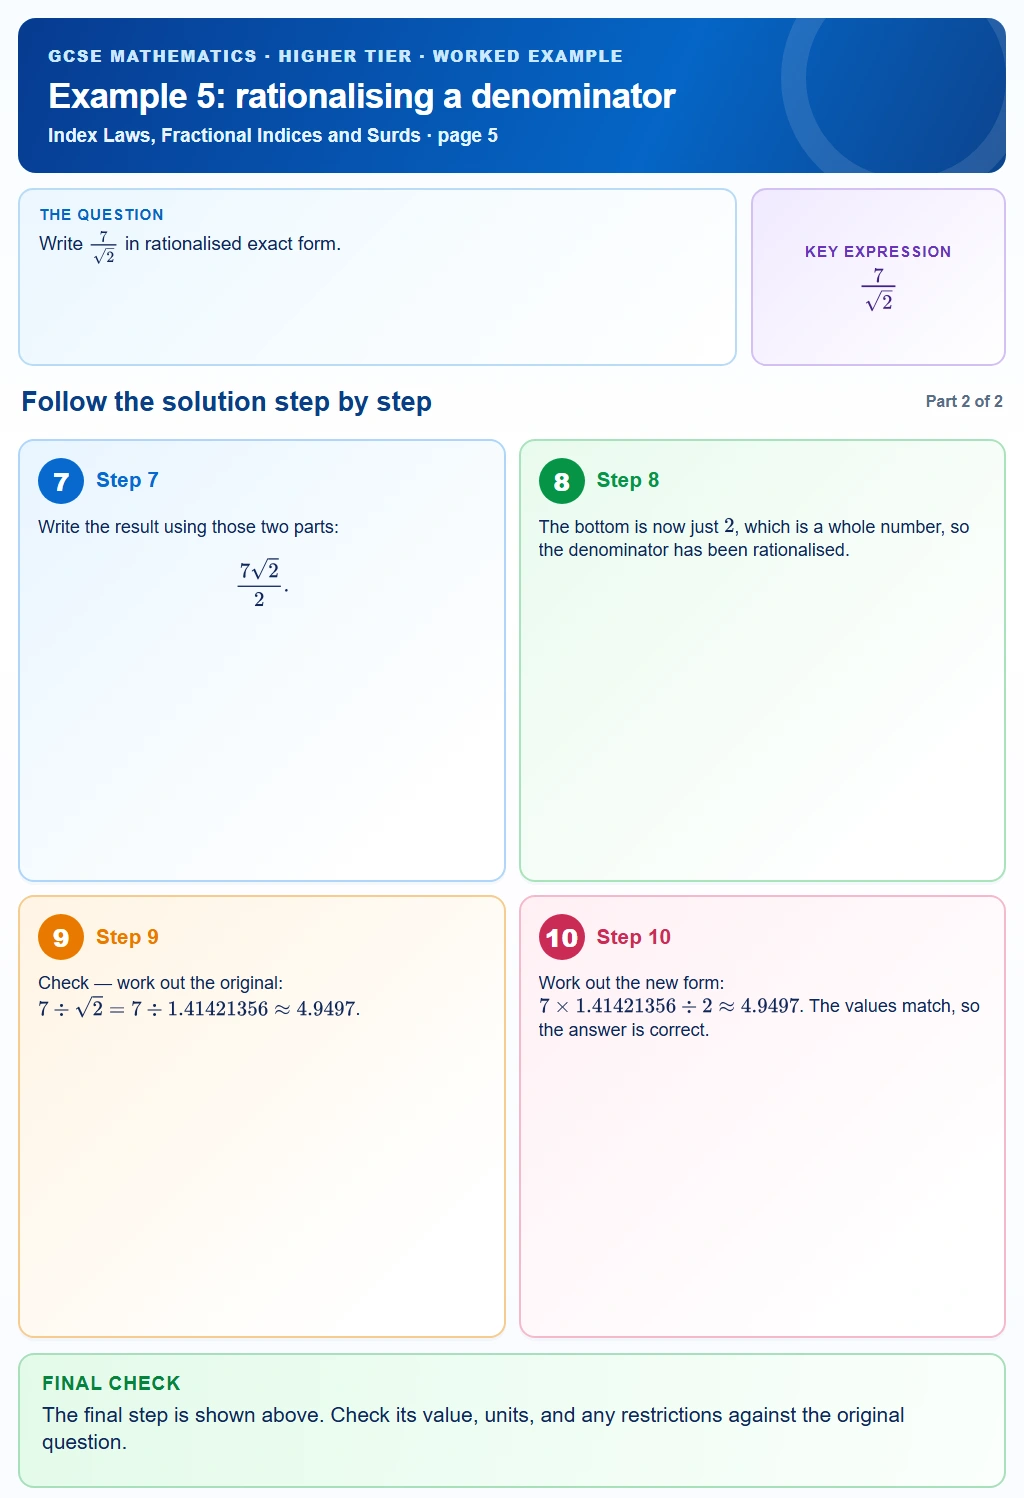 GCSE MATHEMATICS · HIGHER TIER · WORKED EXAMPLE
Example 5: rationalising a denominator
Index Laws, Fractional Indices and Surds · page 5
THE QUESTION
Write 7/√2 in rationalised exact form.
KEY EXPRESSION
7/√2
Follow the solution step by step
Part 2 of 2
7 Step 7
Write the result using those two parts:
7√2/2.
8 Step 8
The bottom is now just 2, which is a whole number, so
the denominator has been rationalised.
9 Step 9
Check — work out the original:
7 ÷ √2 = 7 ÷ 1.41421356 ≈ 4.9497.
10 Step 10
Work out the new form:
7 × 1.41421356 ÷ 2 ≈ 4.9497. The values match, so
the answer is correct.
FINAL CHECK
The final step is shown above. Check its value, units, and any restrictions against the original
question.